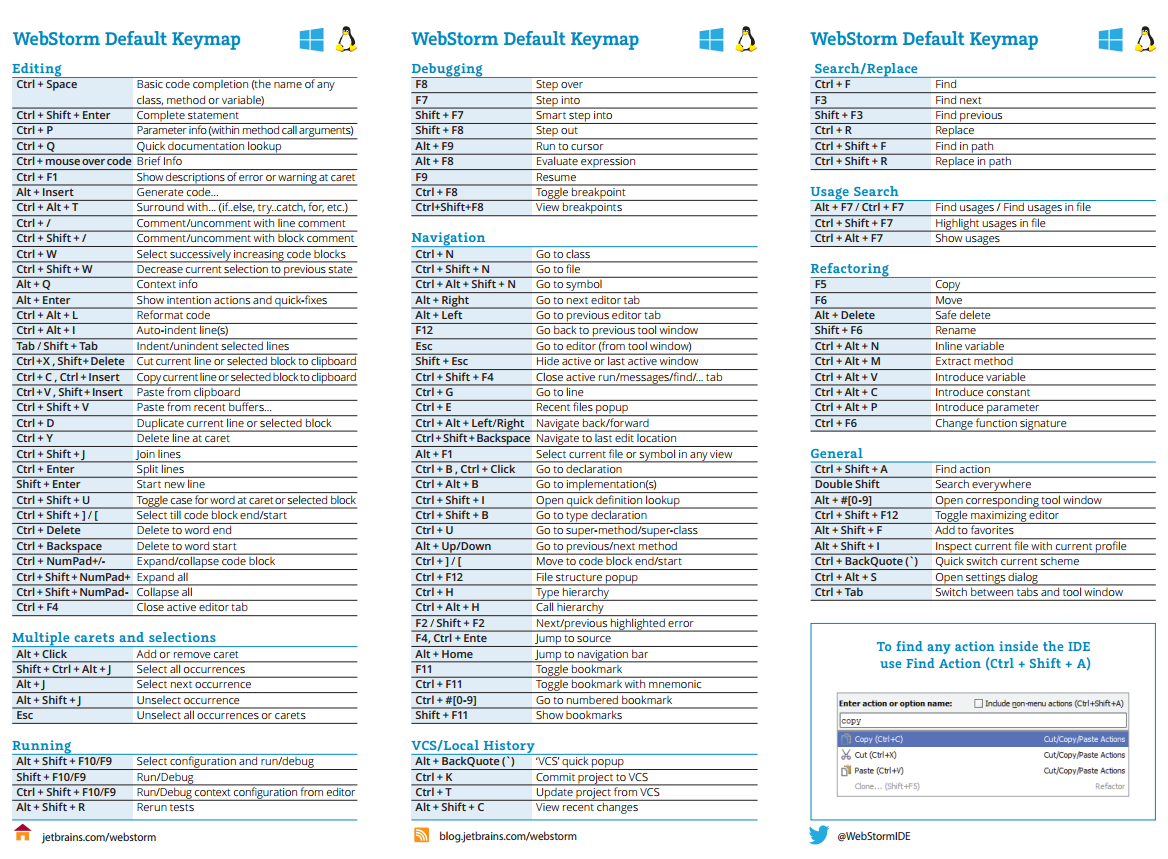 WebStorm Default Keymap
Editing
Ctrl + Space Basic code completion (the name of any
class, method or variable)
Ctrl + Shift + Enter Complete statement
Ctrl + P Parameter info (within method call arguments)
Ctrl + Q Quick documentation lookup
Ctrl + mouse over code Brief Info
Ctrl + F1 Show descriptions of error or warning at caret
Alt + Insert Generate code...
Ctrl + Alt + T Surround with... (if..else, try..catch, for, etc.)
Ctrl + / Comment/uncomment with line comment
Ctrl + Shift + / Comment/uncomment with block comment
Ctrl + W Select successively increasing code blocks
Ctrl + Shift + W Decrease current selection to previous state
Alt + Q Context info
Alt + Enter Show intention actions and quick-fixes
Ctrl + Alt + L Reformat code
Ctrl + Alt + I Auto-indent line(s)
Tab / Shift + Tab Indent/unindent selected lines
Ctrl+X , Shift+ Delete Cut current line or selected block to clipboard
Ctrl + C , Ctrl + Insert Copy current line or selected block to clipboard
Ctrl + V , Shift + Insert Paste from clipboard
Ctrl + Shift + V Paste from recent buffers...
Ctrl + D Duplicate current line or selected block
Ctrl + Y Delete line at caret
Ctrl + Shift + J Join lines
Ctrl + Enter Split lines
Shift + Enter Start new line
Ctrl + Shift + U Toggle case for word at caret or selected block
Ctrl + Shift + ] / [ Select till code block end/start
Ctrl + Delete Delete to word end
Ctrl + Backspace Delete to word start
Ctrl + NumPad+/- Expand/collapse code block
Ctrl + Shift + NumPad+ Expand all
Ctrl + Shift + NumPad- Collapse all
Ctrl + F4 Close active editor tab
Multiple carets and selections
Alt + Click Add or remove caret
Shift + Ctrl + Alt + J Select all occurrences
Alt + J Select next occurrence
Alt + Shift + J Unselect occurrence
Esc Unselect all occurrences or carets
Running
Alt + Shift + F10/F9 Select configuration and run/debug
Shift + F10/F9 Run/Debug
Ctrl + Shift + F10/F9 Run/Debug context configuration from editor
Alt + Shift + R Rerun tests
jetbrains.com/webstorm
WebStorm Default Keymap
Debugging
F8 Step over
F7 Step into
Shift + F7 Smart step into
Shift + F8 Step out
Alt + F9 Run to cursor
Alt + F8 Evaluate expression
F9 Resume
Ctrl + F8 Toggle breakpoint
Ctrl+Shift+F8 View breakpoints
Navigation
Ctrl + N Go to class
Ctrl + Shift + N Go to file
Ctrl + Alt + Shift + N Go to symbol
Alt + Right Go to next editor tab
Alt + Left Go to previous editor tab
F12 Go back to previous tool window
Esc Go to editor (from tool window)
Shift + Esc Hide active or last active window
Ctrl + Shift + F4 Close active run/messages/find/... tab
Ctrl + G Go to line
Ctrl + E Recent files popup
Ctrl + Alt + Left/Right Navigate back/forward
Ctrl + Shift + Backspace Navigate to last edit location
Alt + F1 Select current file or symbol in any view
Ctrl + B , Ctrl + Click Go to declaration
Ctrl + Alt + B Go to implementation(s)
Ctrl + Shift + I Open quick definition lookup
Ctrl + Shift + B Go to type declaration
Ctrl + U Go to super-method/super-class
Alt + Up/Down Go to previous/next method
Ctrl + ] / [ Move to code block end/start
Ctrl + F12 File structure popup
Ctrl + H Type hierarchy
Ctrl + Alt + H Call hierarchy
F2 / Shift + F2 Next/previous highlighted error
F4, Ctrl + Ente Jump to source
Alt + Home Jump to navigation bar
F11 Toggle bookmark
Ctrl + F11 Toggle bookmark with mnemonic
Ctrl + #[0-9] Go to numbered bookmark
Shift + F11 Show bookmarks
VCS/Local History
Alt + BackQuote (`) ‘VCS’ quick popup
Ctrl + K Commit project to VCS
Ctrl + T Update project from VCS
Alt + Shift + C View recent changes
blog.jetbrains.com/webstorm
WebStorm Default Keymap
Search/Replace
Ctrl + F Find
F3 Find next
Shift + F3 Find previous
Ctrl + R Replace
Ctrl + Shift + F Find in path
Ctrl + Shift + R Replace in path
Usage Search
Alt + F7 / Ctrl + F7 Find usages / Find usages in file
Ctrl + Shift + F7 Highlight usages in file
Ctrl + Alt + F7 Show usages
Refactoring
F5 Copy
F6 Move
Alt + Delete Safe delete
Shift + F6 Rename
Ctrl + Alt + N Inline variable
Ctrl + Alt + M Extract method
Ctrl + Alt + V Introduce variable
Ctrl + Alt + C Introduce constant
Ctrl + Alt + P Introduce parameter
Ctrl + F6 Change function signature
General
Ctrl + Shift + A Find action
Double Shift Search everywhere
Alt + #[0-9] Open corresponding tool window
Ctrl + Shift + F12 Toggle maximizing editor
Alt + Shift + F Add to favorites
Alt + Shift + I Inspect current file with current profile
Ctrl + BackQuote (`) Quick switch current scheme
Ctrl + Alt + S Open settings dialog
Ctrl + Tab Switch between tabs and tool window
To find any action inside the IDE
use Find Action (Ctrl + Shift + A)
Enter action or option name: Include non-menu actions (Ctrl+Shift+A)
copy
Copy (Ctrl+C) Cut/Copy/Paste Actions
Cut (Ctrl+X) Cut/Copy/Paste Actions
Paste (Ctrl+V) Cut/Copy/Paste Actions
Clone... (Shift+F5) Refactor
@WebStormIDE